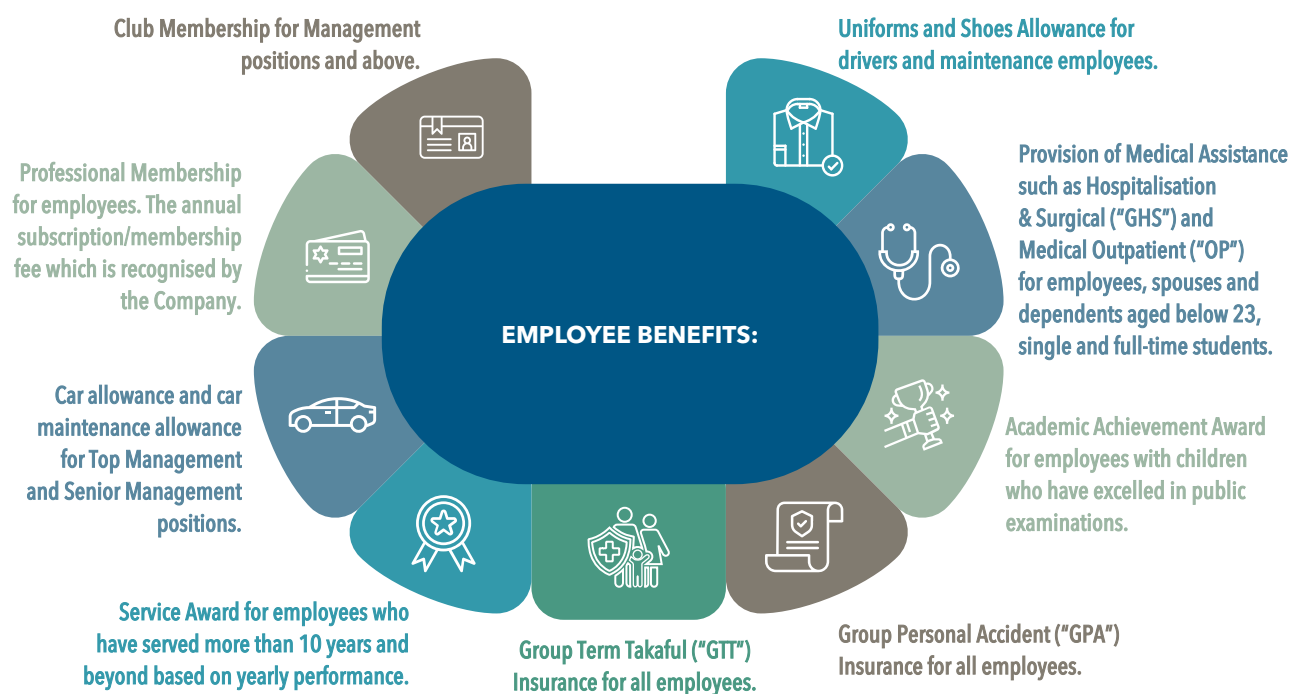 Club Membership for Management
positions and above.
Uniforms and Shoes Allowance for
drivers and maintenance employees.
Professional Membership
for employees. The annual
subscription/membership
fee which is recognised by
the Company.
Provision of Medical Assistance
such as Hospitalisation
& Surgical (“GHS”) and
Medical Outpatient (“OP”)
for employees, spouses and
dependents aged below 23,
single and full-time students.
EMPLOYEE BENEFITS:
Car allowance and car
maintenance allowance
for Top Management
and Senior Management
positions.
Academic Achievement Award
for employees with children
who have excelled in public
examinations.
Service Award for employees who
have served more than 10 years and
beyond based on yearly performance.
Group Term Takaful (“GTT”)
Insurance for all employees.
Group Personal Accident (“GPA”)
Insurance for all employees.